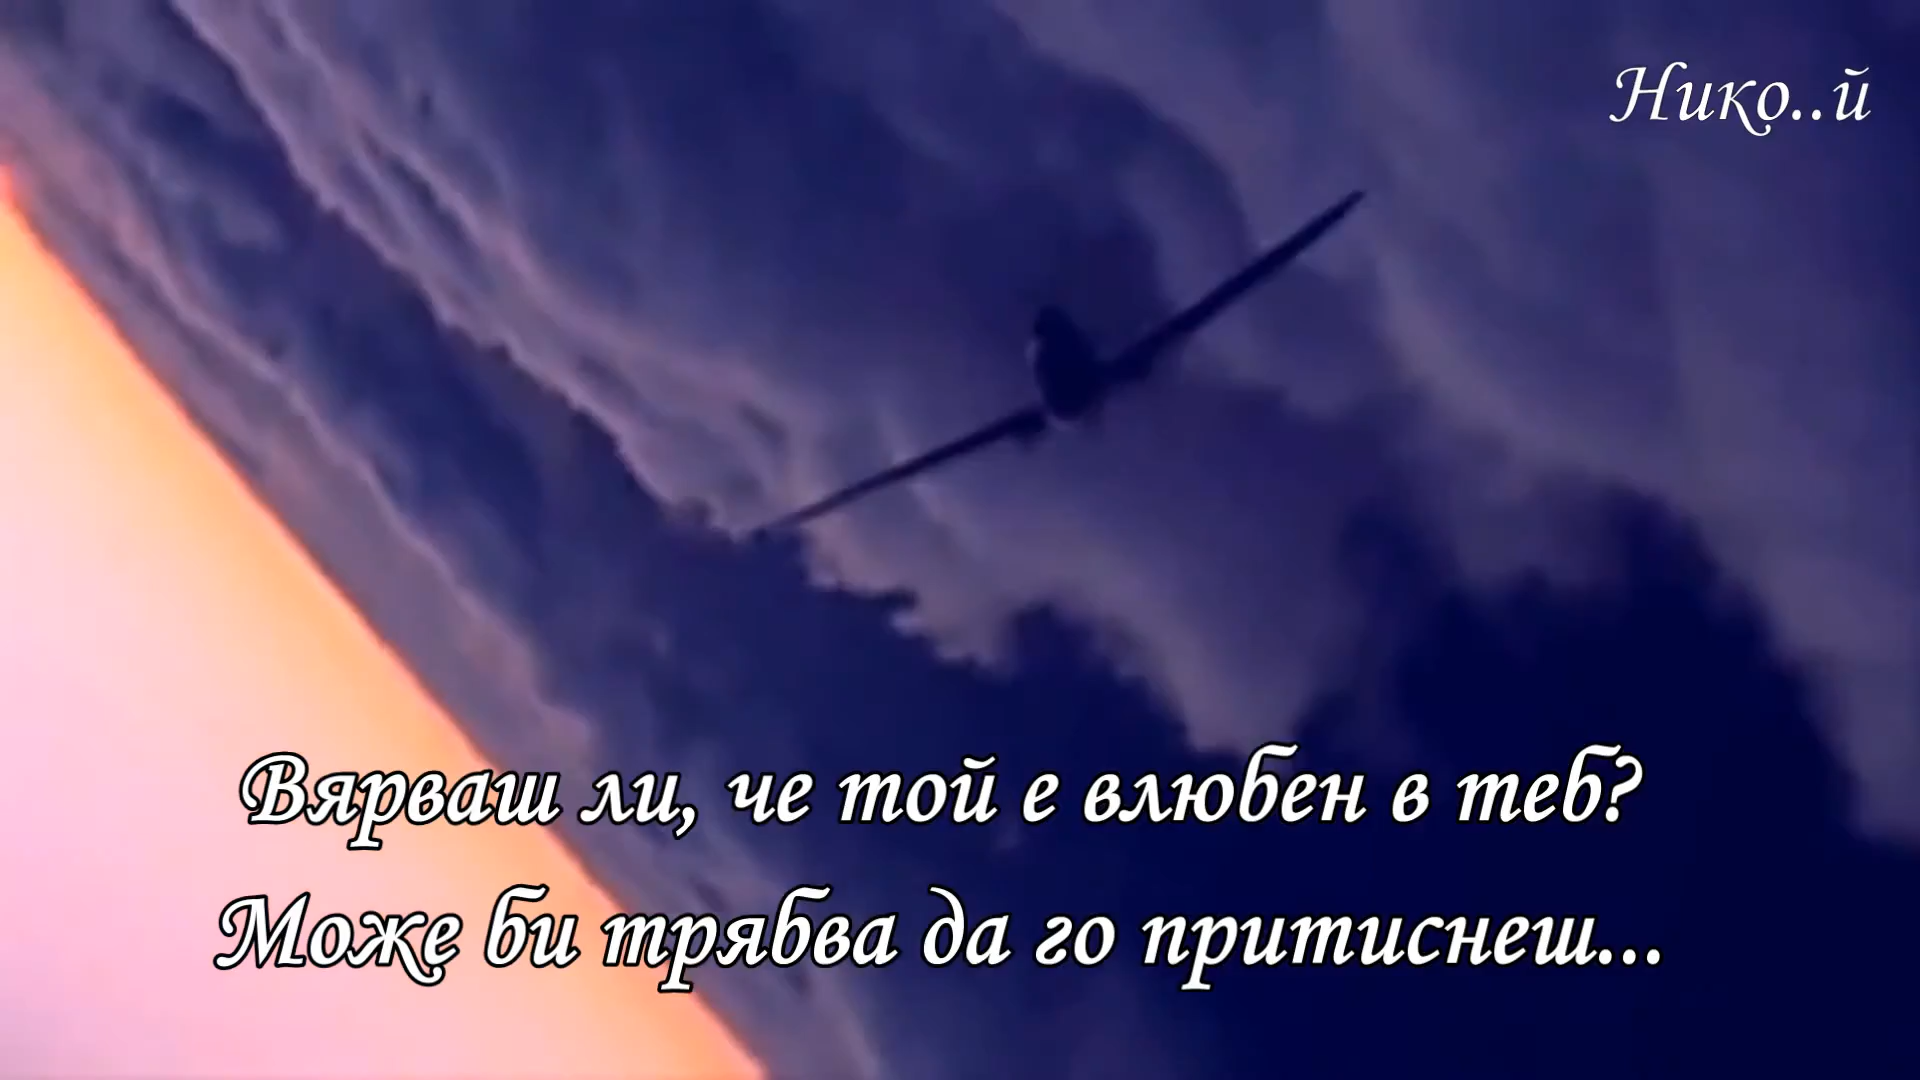 Нико..й
Вярваш ли, че той е влюбен в теб?
Може би трябва да го притиснеш...